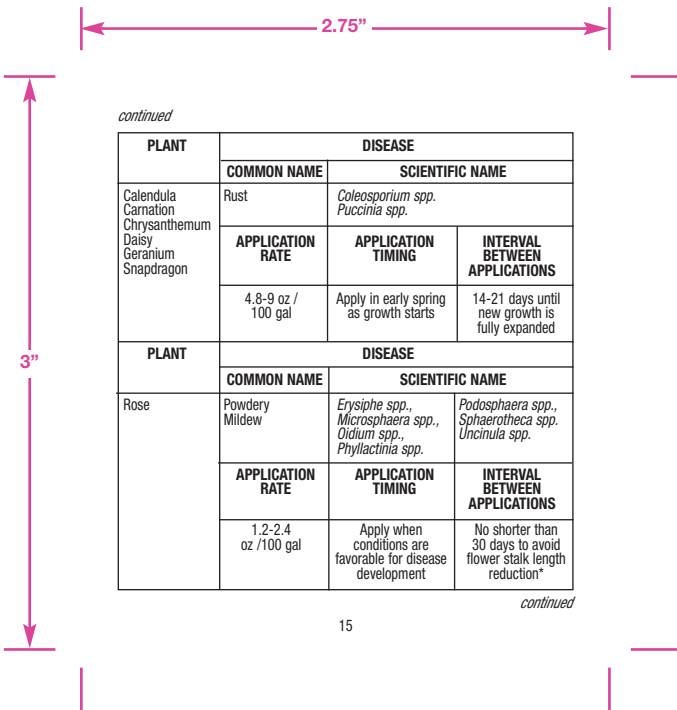 2.75”
3”
continued
PLANT DISEASE
COMMON NAME SCIENTIFIC NAME
Calendula
Carnation
Chrysanthemum
Daisy
Geranium
Snapdragon
Rust
Coleosporium spp.
Puccinia spp.
APPLICATION
RATE
APPLICATION
TIMING
INTERVAL
BETWEEN
APPLICATIONS
4.8-9 oz /
100 gal
Apply in early spring
as growth starts
14-21 days until
new growth is
fully expanded
PLANT DISEASE
COMMON NAME SCIENTIFIC NAME
Rose
Powdery
Mildew
Erysiphe spp.,
Microsphaera spp.,
Oidium spp.,
Phyllactinia spp.
Podosphaera spp.,
Sphaerotheca spp.
Uncinula spp.
APPLICATION
RATE
APPLICATION
TIMING
INTERVAL
BETWEEN
APPLICATIONS
1.2-2.4
oz /100 gal
Apply when
conditions are
favorable for disease
development
No shorter than
30 days to avoid
flower stalk length
reduction*
continued
15